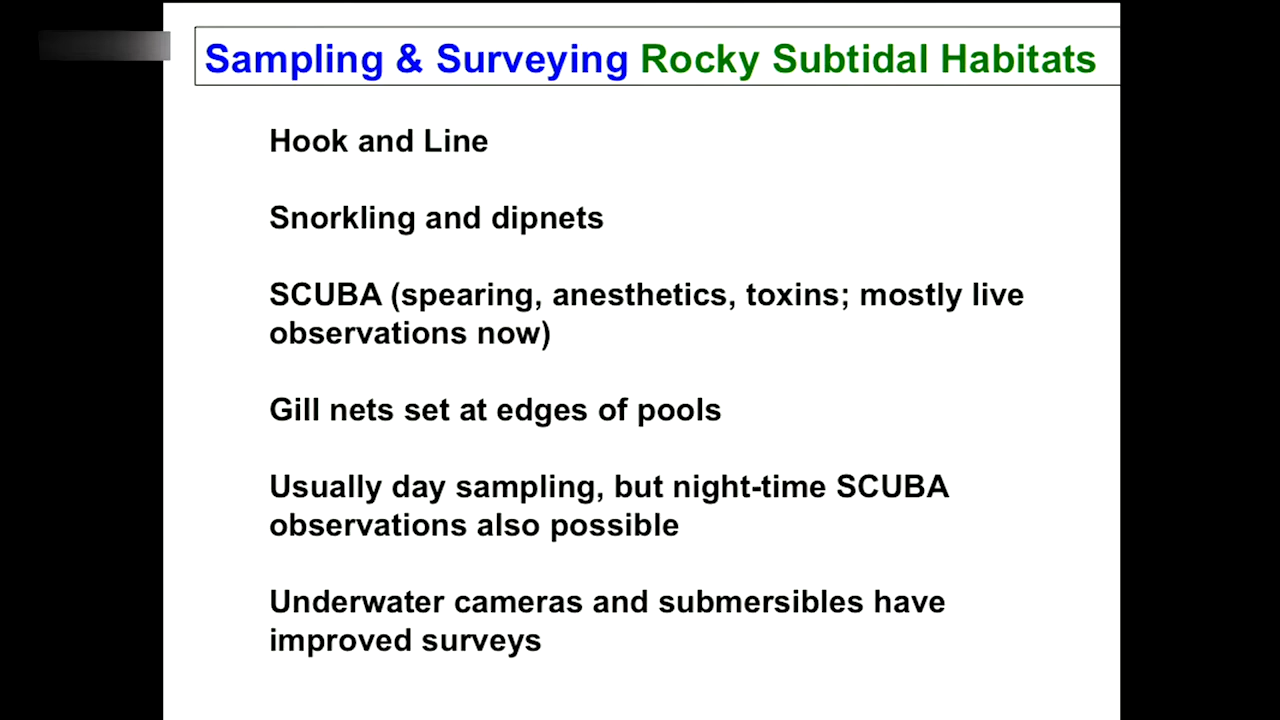 Sampling & Surveying Rocky Subtidal Habitats
Hook and Line
Snorkling and dipnets
SCUBA (spearing, anesthetics, toxins; mostly live
observations now)
Gill nets set at edges of pools
Usually day sampling, but night-time SCUBA
observations also possible
Underwater cameras and submersibles have
improved surveys